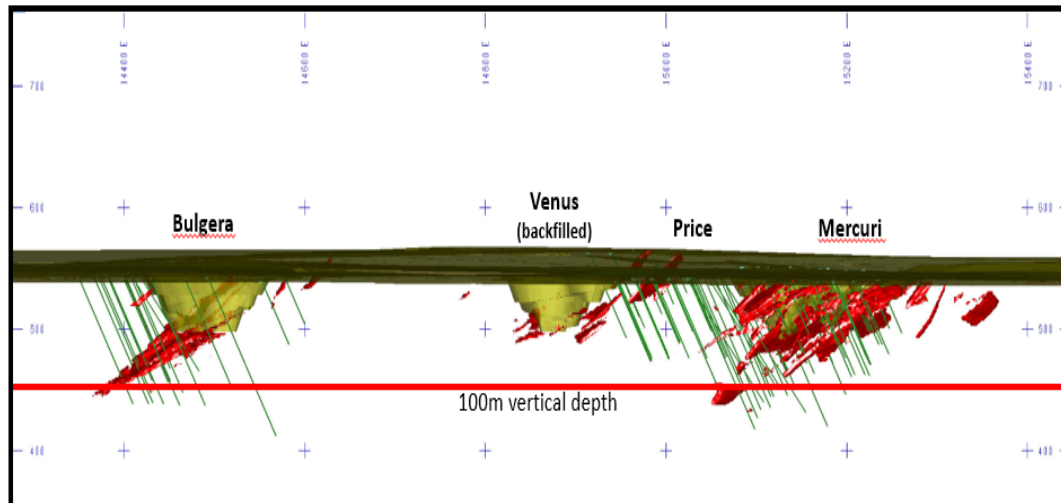 14400 E
14600 E
14800 E
15000 E
15200 E
15400 E
700
700
600
600
Bulgera
Venus
(backfilled)
Price
Mercuri
500
500
100m vertical depth
400
400